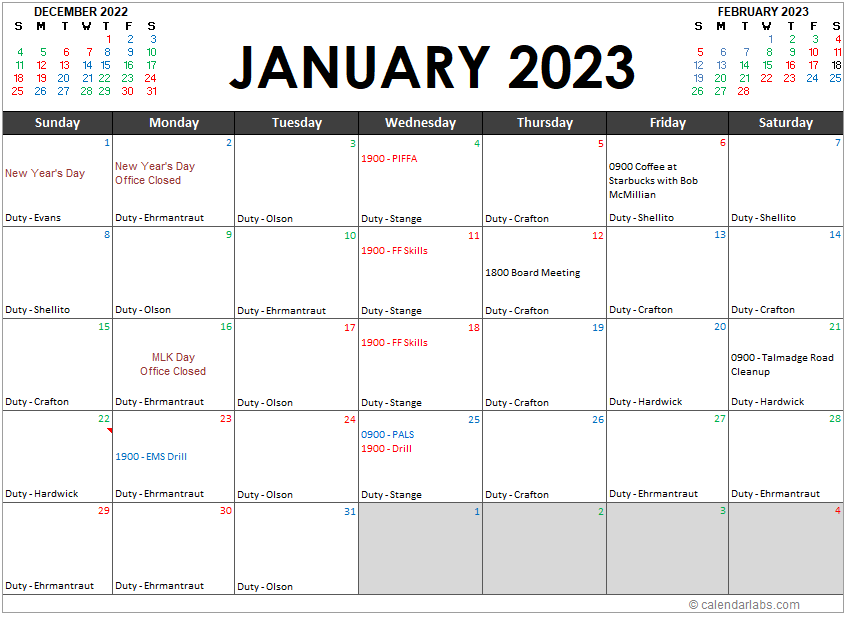 DECEMBER 2022
S M T W T F S
1 2 3
4 5 6 7 8 9 10
11 12 13 14 15 16 17
18 19 20 21 22 23 24
25 26 27 28 29 30 31
JANUARY 2023
FEBRUARY 2023
S M T W T F S
1 2 3 4
5 6 7 8 9 10 11
12 13 14 15 16 17 18
19 20 21 22 23 24 25
26 27 28
Sunday Monday Tuesday Wednesday Thursday Friday Saturday
1
New Year's Day
Duty - Evans
2
New Year's Day
Office Closed
Duty - Ehrmantraut
3
Duty - Olson
4
1900 - PIFFA
Duty - Stange
5
Duty - Crafton
6
0900 Coffee at
Starbucks with Bob
McMillian
Duty - Shellito
7
Duty - Shellito
8
Duty - Shellito
9
Duty - Olson
10
Duty - Ehrmantraut
11
1900 - FF Skills
Duty - Stange
12
1800 Board Meeting
Duty - Crafton
13
Duty - Crafton
14
Duty - Crafton
15
Duty - Crafton
16
MLK Day
Office Closed
Duty - Ehrmantraut
17
Duty - Olson
18
1900 - FF Skills
Duty - Stange
19
Duty - Crafton
20
Duty - Hardwick
21
0900 - Talmadge Road
Cleanup
Duty - Hardwick
22
Duty - Hardwick
23
1900 - EMS Drill
Duty - Ehrmantraut
24
Duty - Olson
25
0900 - PALS
1900 - Drill
Duty - Stange
26
Duty - Crafton
27
Duty - Ehrmantraut
28
Duty - Ehrmantraut
29
Duty - Ehrmantraut
30
Duty - Ehrmantraut
31
Duty - Olson
1
2
3
4
© calendarlabs.com